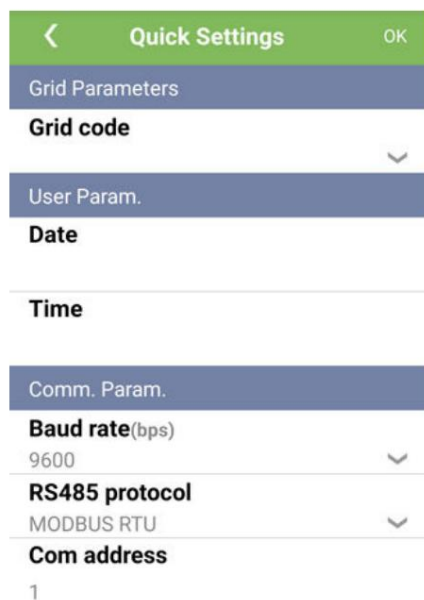 Quick Settings OK
Grid Parameters
Grid code
User Param.
Date
Time
Comm. Param.
Baud rate(bps)
9600
RS485 protocol
MODBUS RTU
Com address
1